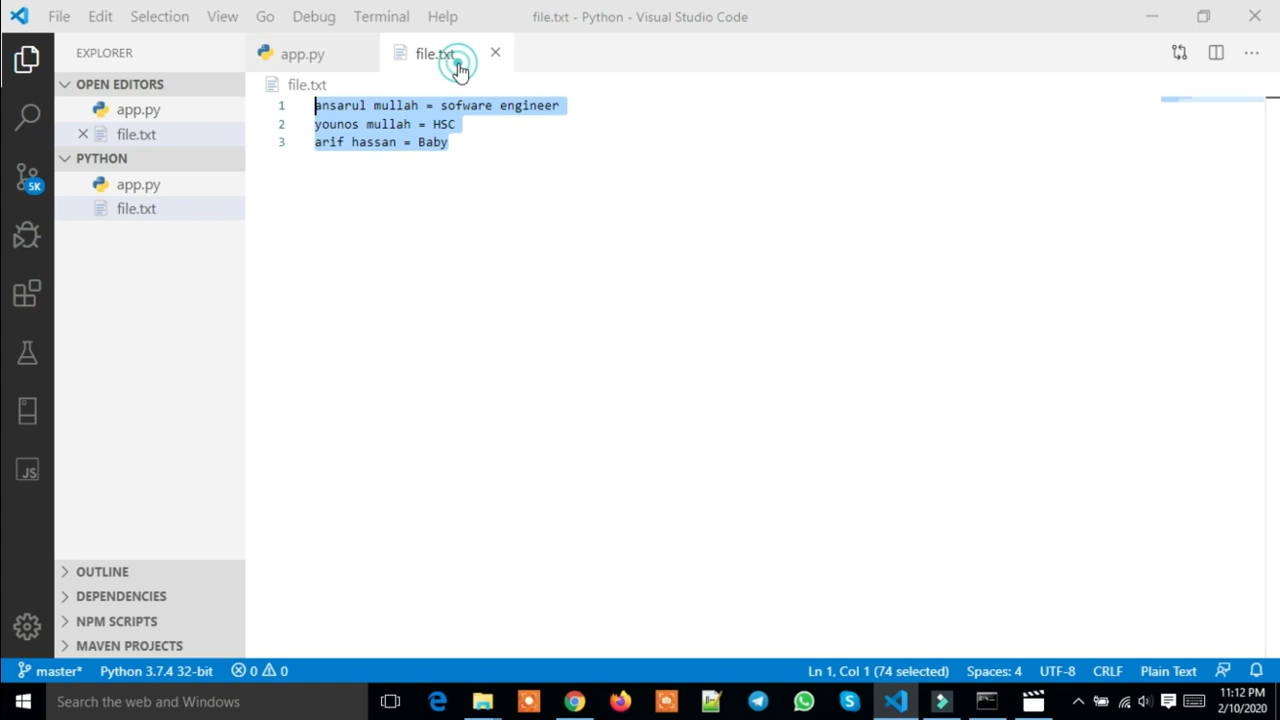 File Edit Selection View Go Debug Terminal Help file.txt - Python - Visual Studio Code
EXPLORER
app.py
file.txt
OPEN EDITORS
app.py
file.txt
PYTHON
app.py
file.txt
file.txt
1 ansarul mullah = sofware engineer
2 younos mullah = HSC
3 arif hassan = Baby
5K
JS
OUTLINE
DEPENDENCIES
NPM SCRIPTS
MAVEN PROJECTS
master* Python 3.7.4 32-bit 0 0 Ln 1, Col 1 (74 selected) Spaces: 4 UTF-8 CRLF Plain Text
Search the web and Windows
11:12 PM
2/10/2020